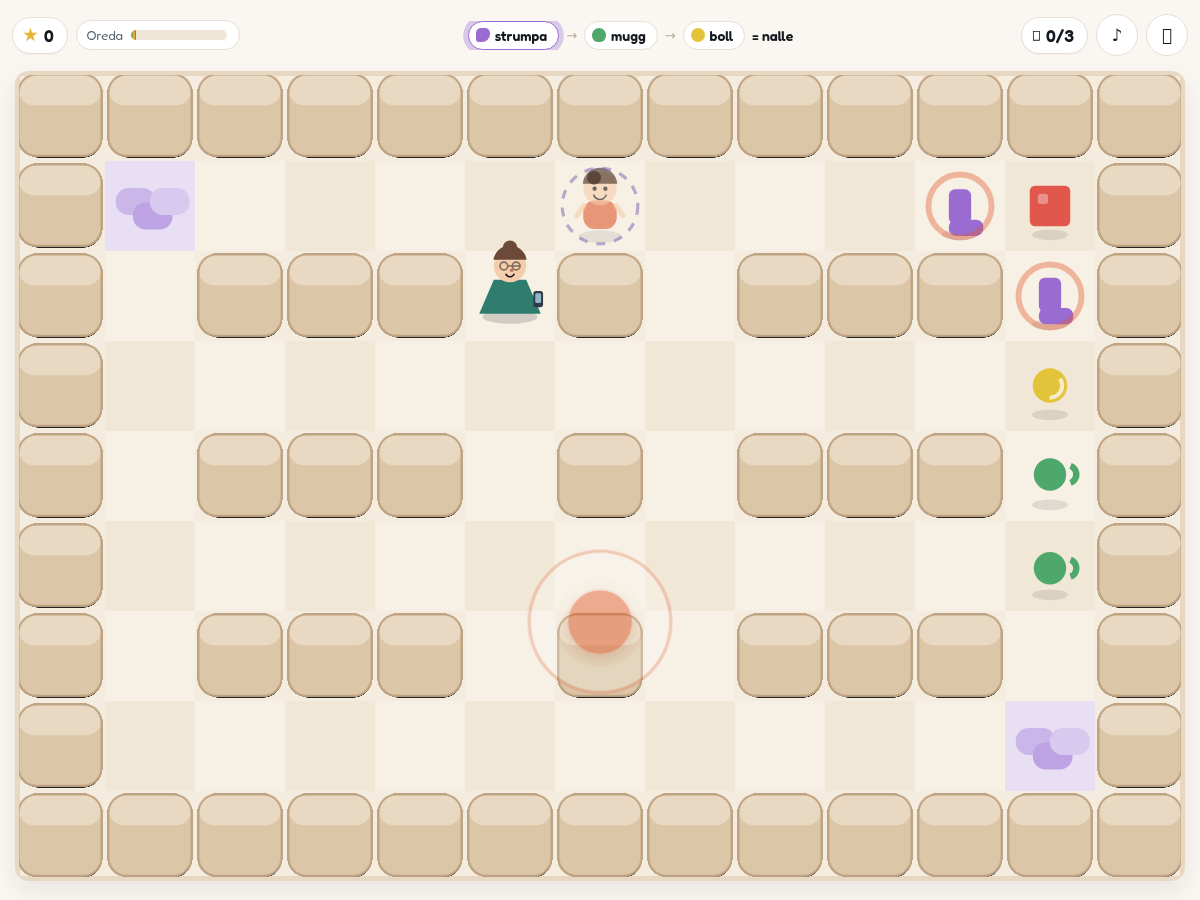 ★ 0
Oreda
strumpa → mugg → boll = nalle
0/3
♪